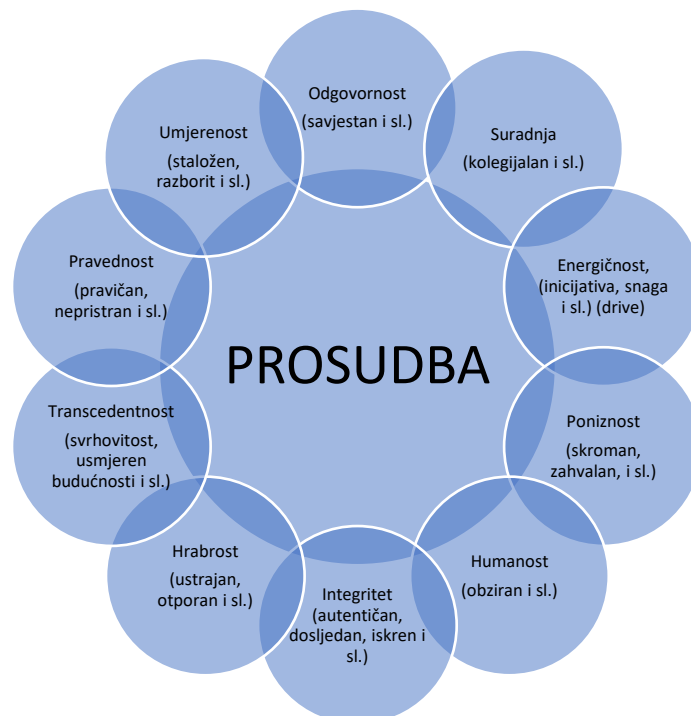 Odgovornost
(savjestan i sl.)
Suradnja
(kolegijalan i sl.)
Energičnost,
(inicijativa, snaga
i sl.) (drive)
Poniznost
(skroman,
zahvalan, i sl.)
Humanost
(obziran i sl.)
Integritet
(autentičan,
dosljedan, iskren i
sl.)
Hrabrost
(ustrajan,
otporan i sl.)
Transcedentnost
(svrhovitost,
usmjeren
budućnosti i sl.)
Pravednost
(pravičan,
nepristran i sl.)
Umjerenost
(staložen,
razborit i sl.)
PROSUDBA